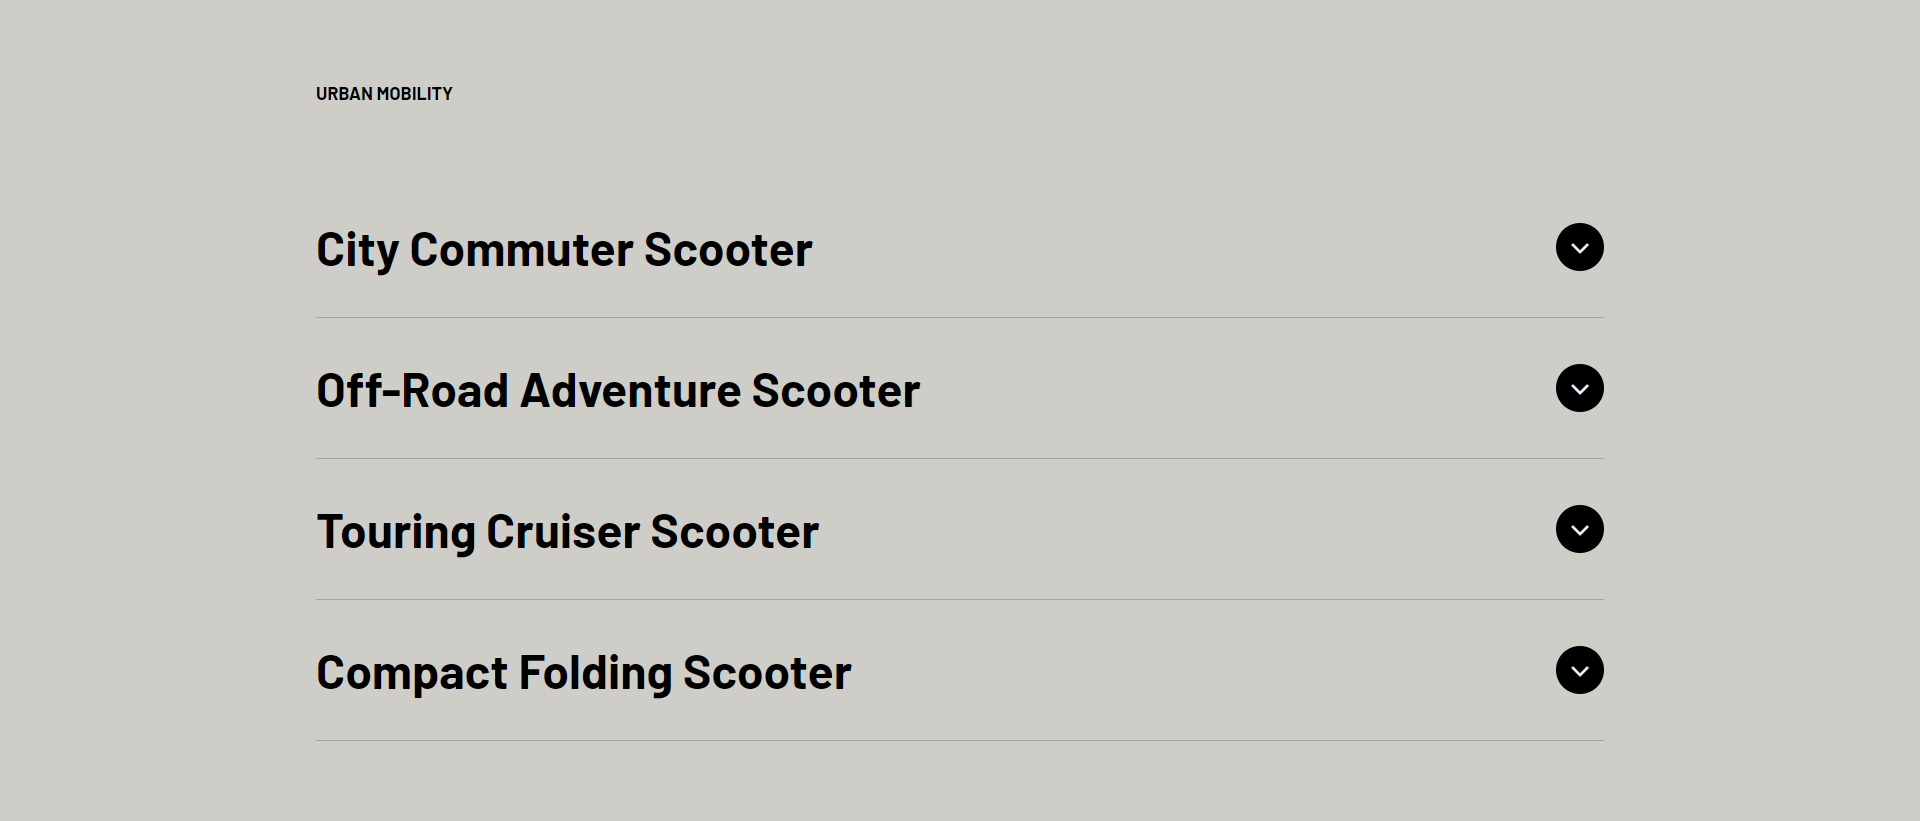 URBAN MOBILITY
City Commuter Scooter
Off-Road Adventure Scooter
Touring Cruiser Scooter
Compact Folding Scooter